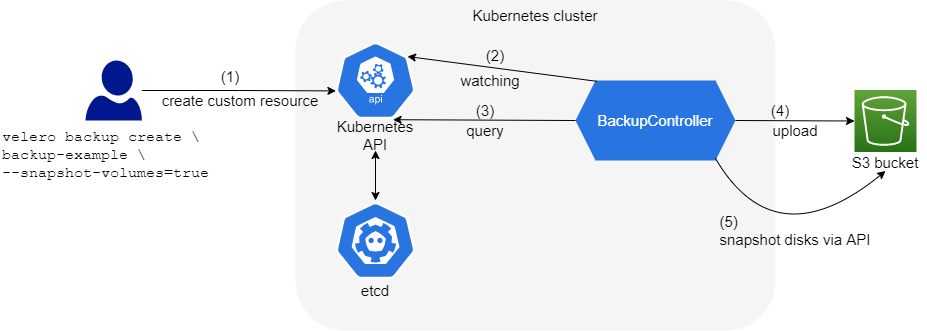 Kubernetes cluster
(1)
create custom resource
velero backup create \
backup-example \
--snapshot-volumes=true
api
Kubernetes
API
etcd
(2)
watching
(3)
query
BackupController
(4)
upload
S3 bucket
(5)
snapshot disks via API